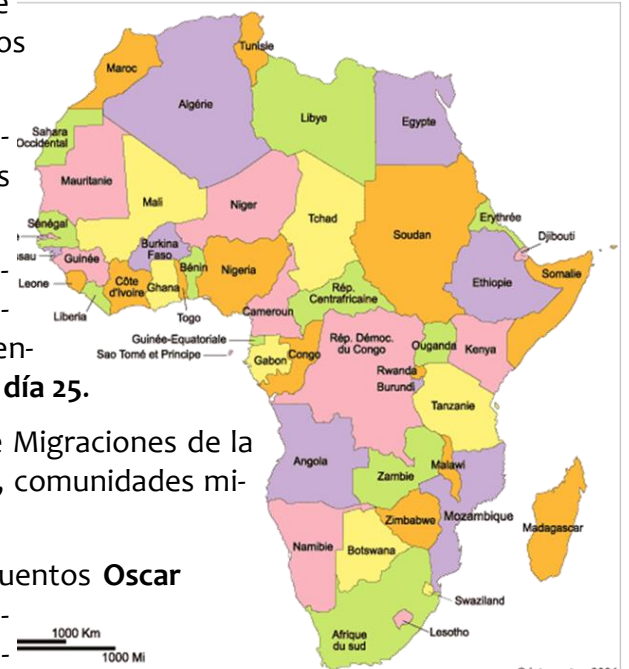 os
Tunisie
Maroc
Algérie
Libye
Egypte
Sahara
Occidental
Mauritanie
Mali
Niger
Tchad
Soudan
Erythrée
Djibouti
Sénégal
Guinée
Burkina
Faso
Bénin
Nigeria
Ethiopie
Somalie
Leone
Côte
d'Ivoire
Ghana
Togo
Liberia
Cameroun
Rép.
Centrafricaine
Guinée-Equatoriale
Sao Tomé et Principe
Gabon
Congo
Rép. Démoc.
du Congo
Ouganda
Kenya
Rwanda
Burundi
Tanzanie
en-
día 25.
e Migraciones de la
, comunidades mi-
Angola
Zambie
Malawi
Mozambique
Zimbabwe
Madagascar
Namibie
Botswana
Swaziland
Lesotho
Afrique
du sud
uentos Oscar
1000 Km
1000 Mi